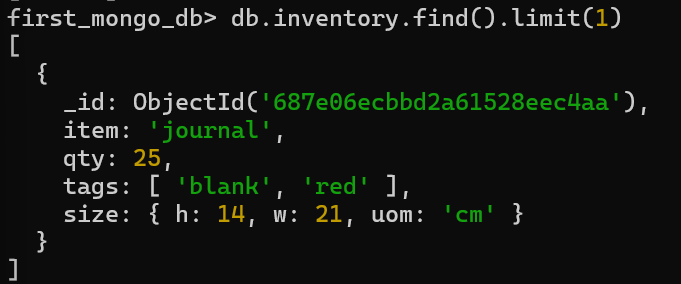 first_mongo_db> db.inventory.find().limit(1)
[
  {
    _id: ObjectId('687e06ecbbd2a61528eec4aa'),
    item: 'journal',
    qty: 25,
    tags: [ 'blank', 'red' ],
    size: { h: 14, w: 21, uom: 'cm' }
  }
]